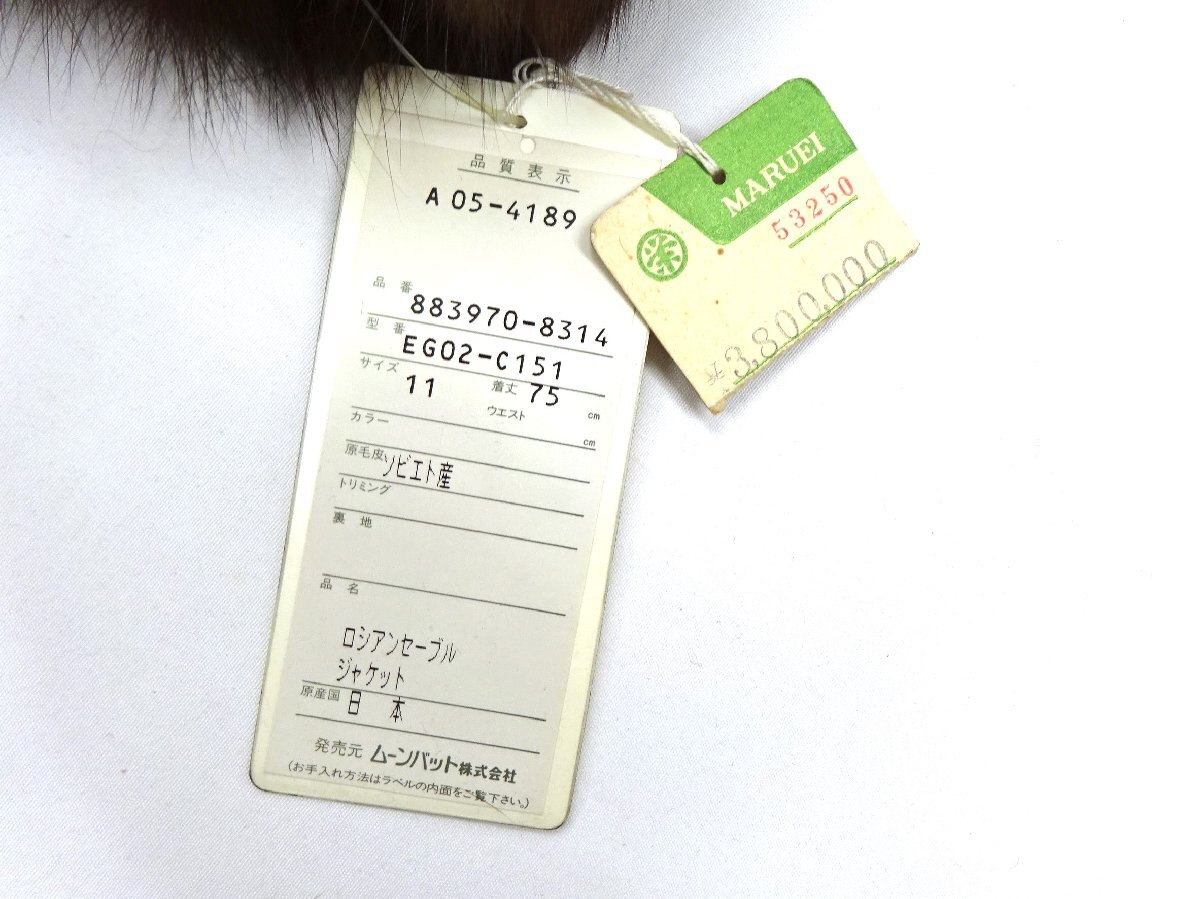 品質表示
A 05-4189
品番 883970-8314
型番 EG02-C151
サイズ 11 着丈 75 cm
ウエスト cm
カラー
原毛皮 ソビエト産
トリミング
裏地
品名
ロシアンセーブル
ジャケット
原産国 日本
発売元 ムーンバット株式会社
(お手入れ方法はラベルの内面をご覧下さい。)
MARUEI
53250
栄
¥3,800,000